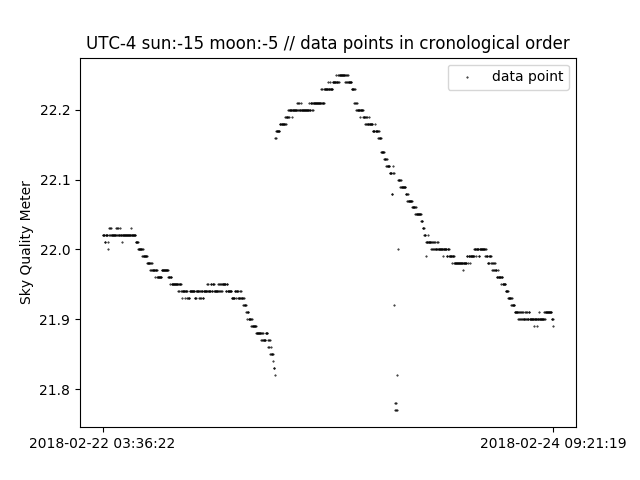 UTC-4 sun:-15 moon:-5 // data points in cronological order
data point
Sky Quality Meter
22.2
22.1
22.0
21.9
21.8
2018-02-22 03:36:22
2018-02-24 09:21:19